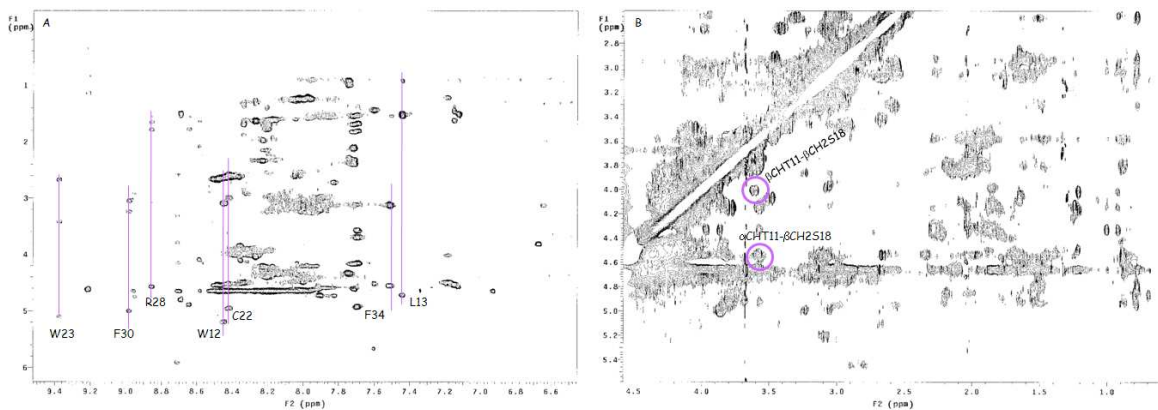 A
F1
(ppm)
1
2
3
4
5
6
W23
F30
R28
W12
C22
F34
L13
9.4 9.2 9.0 8.8 8.6 8.4 8.2 8.0 7.8 7.6 7.4 7.2 7.0 6.8 6.6
F2 (ppm)
B
F1
(ppm)
2.8
3.0
3.2
3.4
3.6
3.8
4.0
4.2
4.4
4.6
4.8
5.0
5.2
5.4
βCHT11-βCH2S18
αCHT11-βCH2S18
4.5 4.0 3.5 3.0 2.5 2.0 1.5 1.0
F2 (ppm)